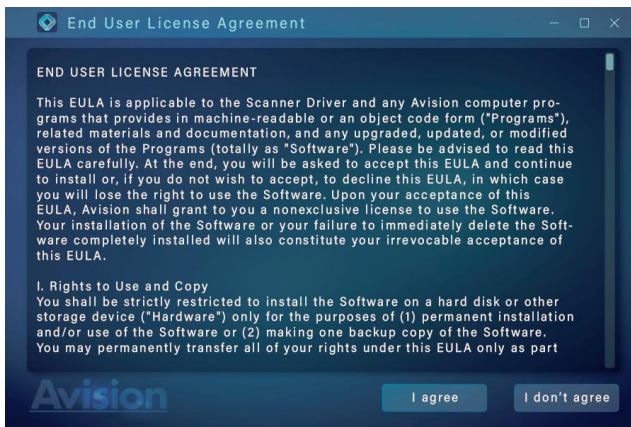 End User License Agreement
END USER LICENSE AGREEMENT
This EULA is applicable to the Scanner Driver and any Avision computer pro-
grams that provides in machine-readable or an object code form ("Programs"),
related materials and documentation, and any upgraded, updated, or modified
versions of the Programs (totally as "Software"). Please be advised to read this
EULA carefully. At the end, you will be asked to accept this EULA and continue
to install or, if you do not wish to accept, to decline this EULA, in which case
you will lose the right to use the Software. Upon your acceptance of this
EULA, Avision shall grant to you a nonexclusive license to use the Software.
Your installation of the Software or your failure to immediately delete the Soft-
ware completely installed will also constitute your irrevocable acceptance of
this EULA.
I. Rights to Use and Copy
You shall be strictly restricted to install the Software on a hard disk or other
storage device ("Hardware") only for the purposes of (1) permanent installation
and/or use of the Software or (2) making one backup copy of the Software.
You may permanently transfer all of your rights under this EULA only as part
Avision
I agree
I don't agree